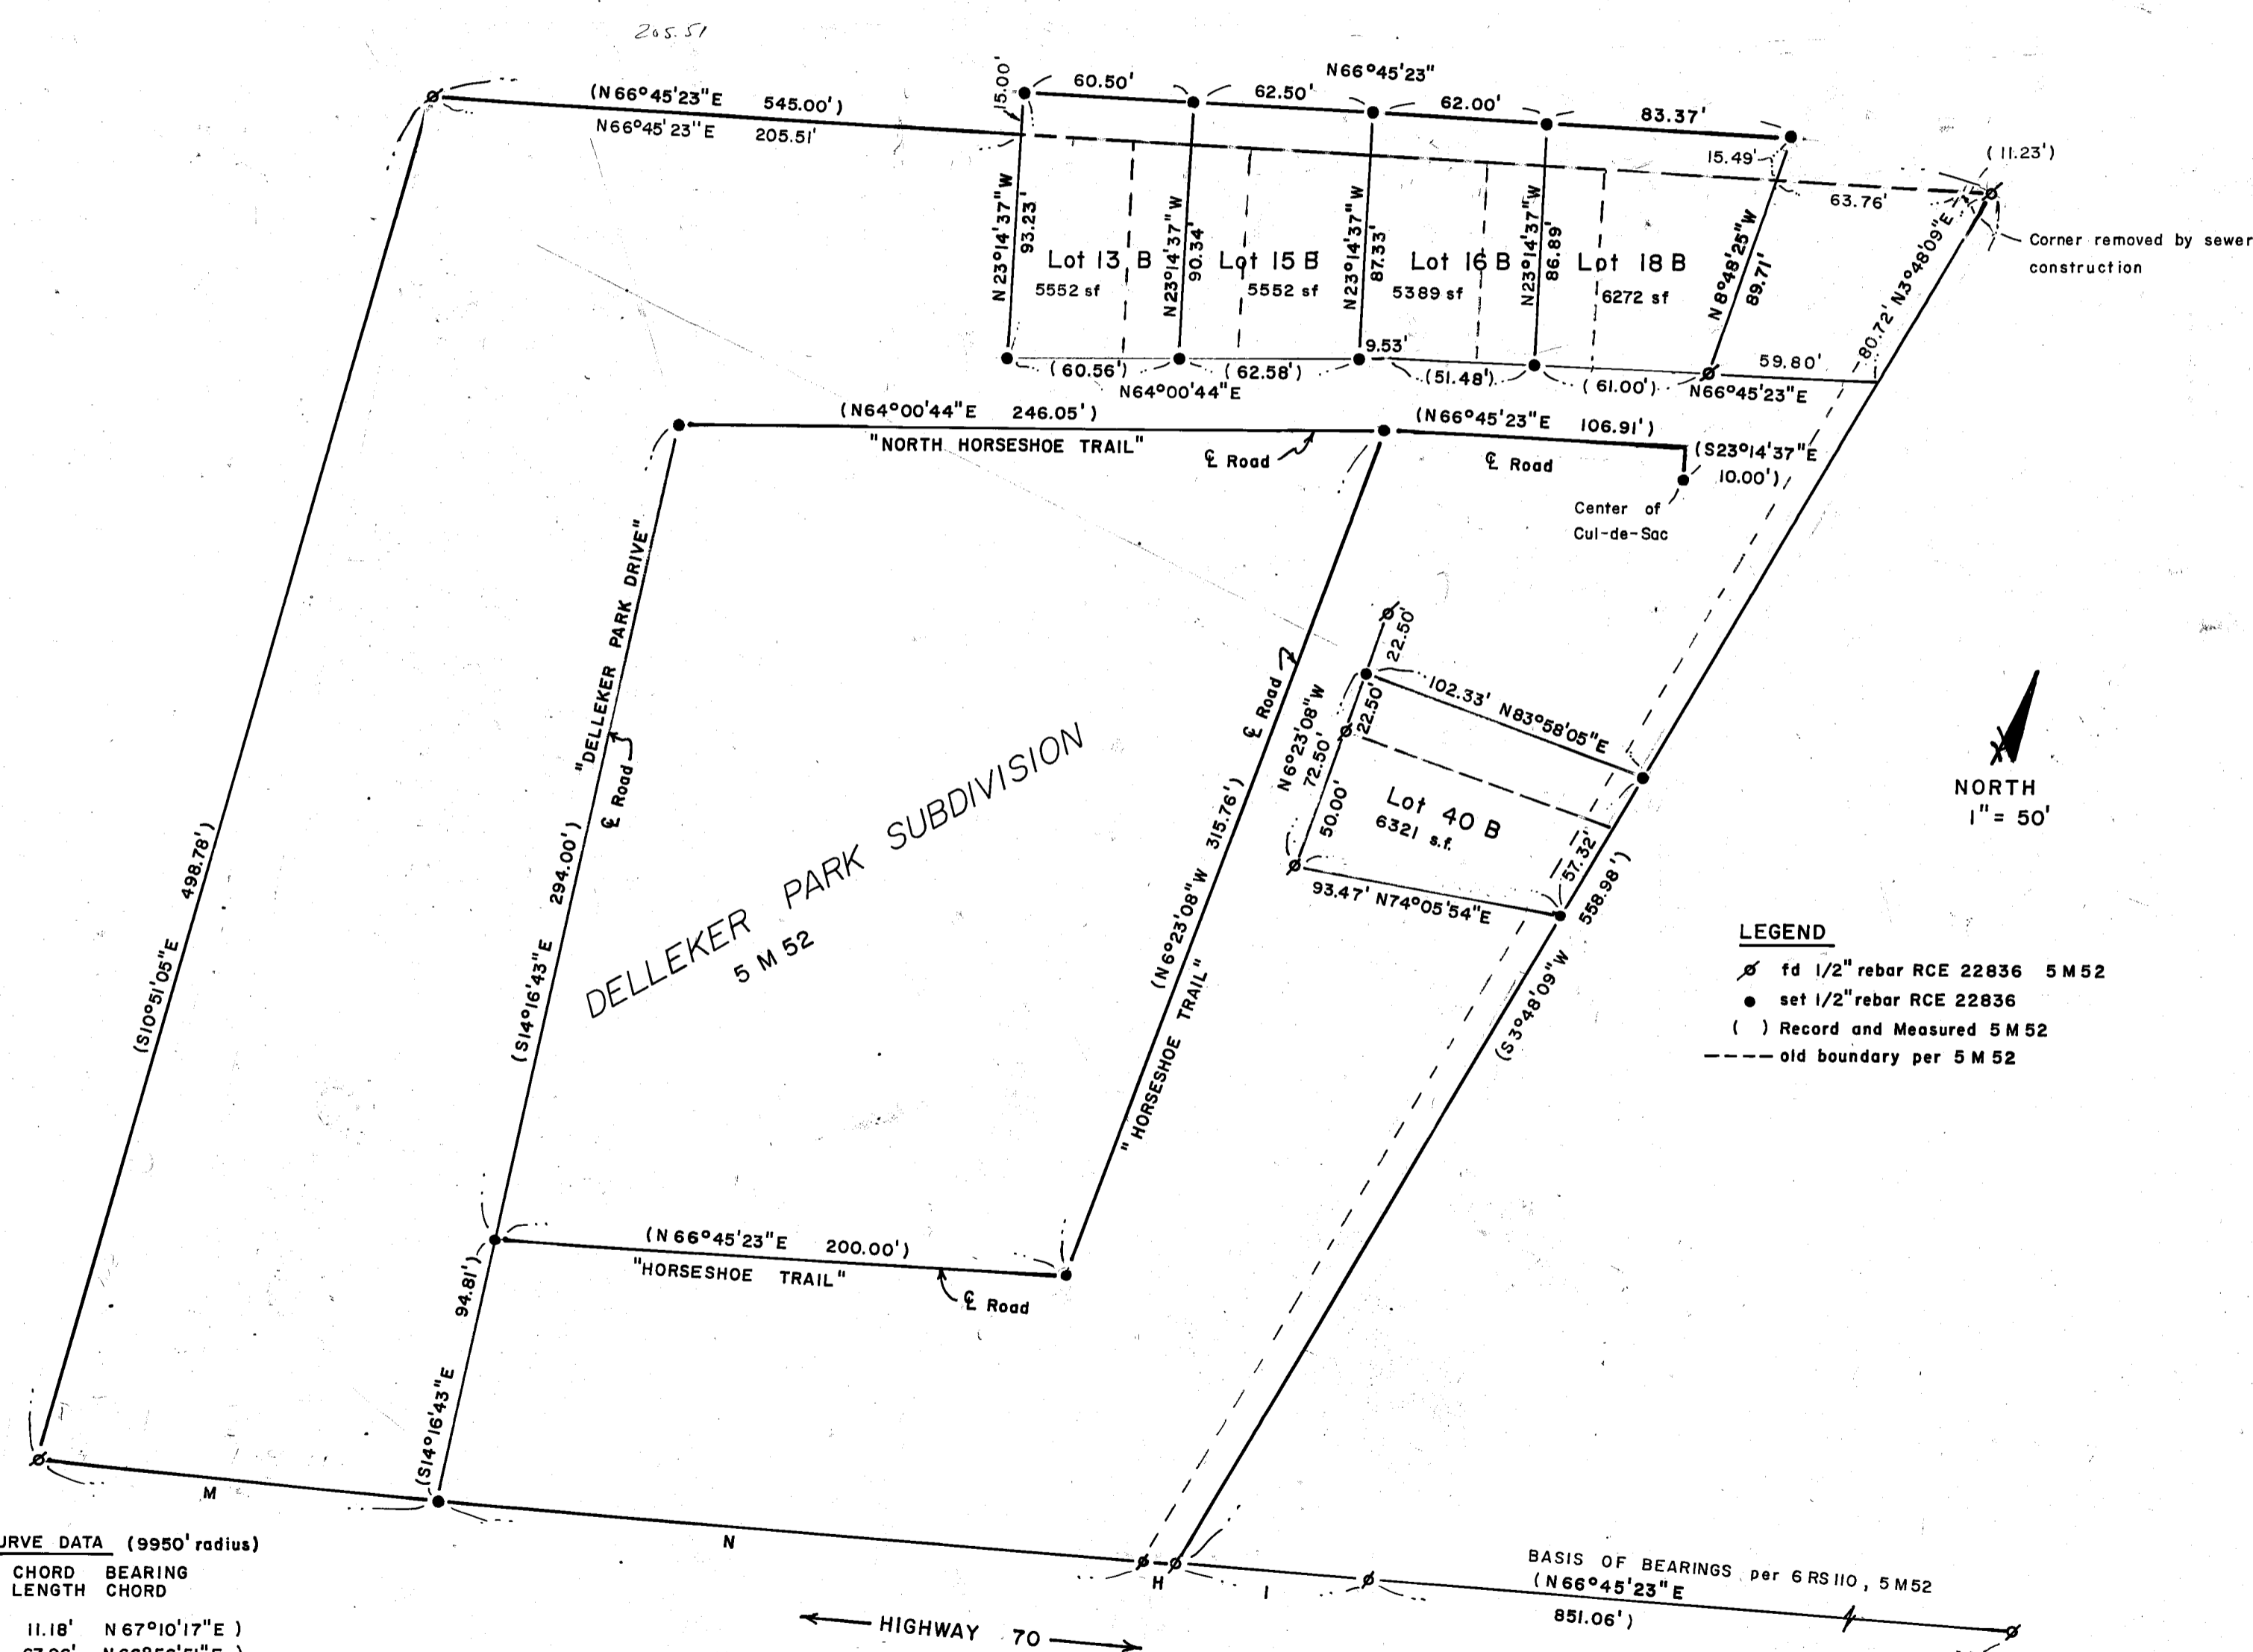 205.51
(N 66°45'23"E 545.00')
N66°45'23"E 205.51'
15.00'
60.50'
62.50'
N66°45'23"
62.00'
83.37'
15.49'
(11.23')
63.76'
Corner removed by sewer
construction
N 23°14'37"W
93.23'
N23°14'37"W
90.34'
N23°14'37"W
87.33'
N23°14'37"W
86.89'
N 8°48'25"W
89.71'
80.72' N3°48'09"E
Lot 13 B
5552 sf
Lot 15 B
5552 sf
Lot 16 B
5389 sf
Lot 18 B
6272 sf
(60.56')
(62.58')
9.53'
(51.48')
(61.00')
59.80'
N64°00'44"E
N66°45'23"E
(N64°00'44"E 246.05')
"NORTH HORSESHOE TRAIL"
℄ Road
(N66°45'23"E 106.91')
℄ Road
(S23°14'37"E
10.00')
Center of
Cul-de-Sac
(S10°51'05"E 498.78')
"DELLEKER PARK DRIVE"
℄ Road
(S14°16'43"E 294.00')
DELLEKER PARK SUBDIVISION
5 M 52
℄ Road
(N 6°23'08"W 315.76')
"HORSESHOE TRAIL"
22.50'
22.50'
N6°23'08"W
72.50'
50.00'
102.33' N83°58'05"E
Lot 40 B
6321 s.f.
57.32'
93.47' N74°05'54"E
(S3°48'09"W 558.98')
NORTH
1"= 50'
LEGEND
fd 1/2" rebar RCE 22836 5 M 52
set 1/2" rebar RCE 22836
( ) Record and Measured 5 M 52
---- old boundary per 5 M 52
(N 66°45'23"E 200.00')
"HORSESHOE TRAIL"
℄ Road
(S14°16'43"E 94.81')
M
N
H
I
BASIS OF BEARINGS per 6 RS 110, 5 M 52
(N 66°45'23"E
851.06')
HIGHWAY 70
URVE DATA (9950' radius)
CHORD BEARING
LENGTH CHORD
11.18' N 67°10'17"E )